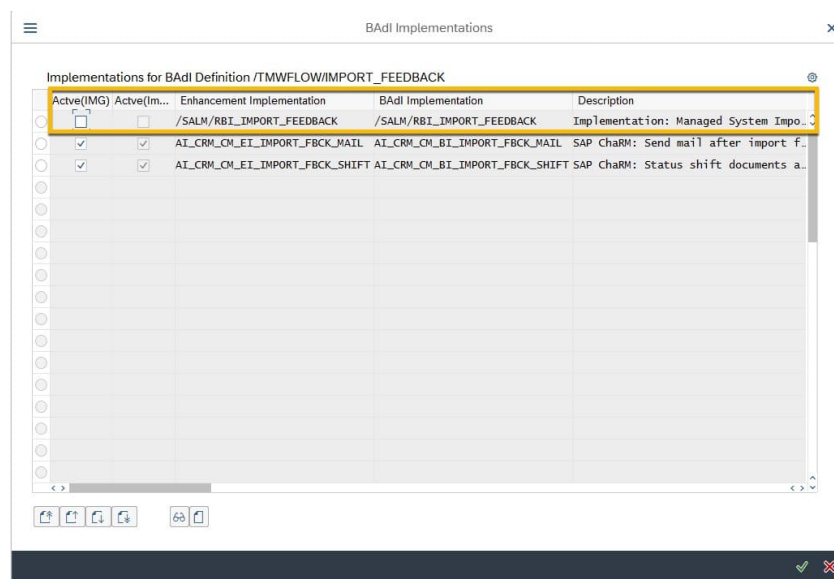 BAdI Implementations
Implementations for BAdI Definition /TMWFLOW/IMPORT_FEEDBACK
Actve(IMG) Actve(Im... Enhancement Implementation BAdI Implementation Description
/SALM/RBI_IMPORT_FEEDBACK /SALM/RBI_IMPORT_FEEDBACK Implementation: Managed System Impo…
AI_CRM_CM_EI_IMPORT_FBCK_MAIL AI_CRM_CM_BI_IMPORT_FBCK_MAIL SAP ChaRM: Send mail after import f…
AI_CRM_CM_EI_IMPORT_FBCK_SHIFT AI_CRM_CM_BI_IMPORT_FBCK_SHIFT SAP ChaRM: Status shift documents a…